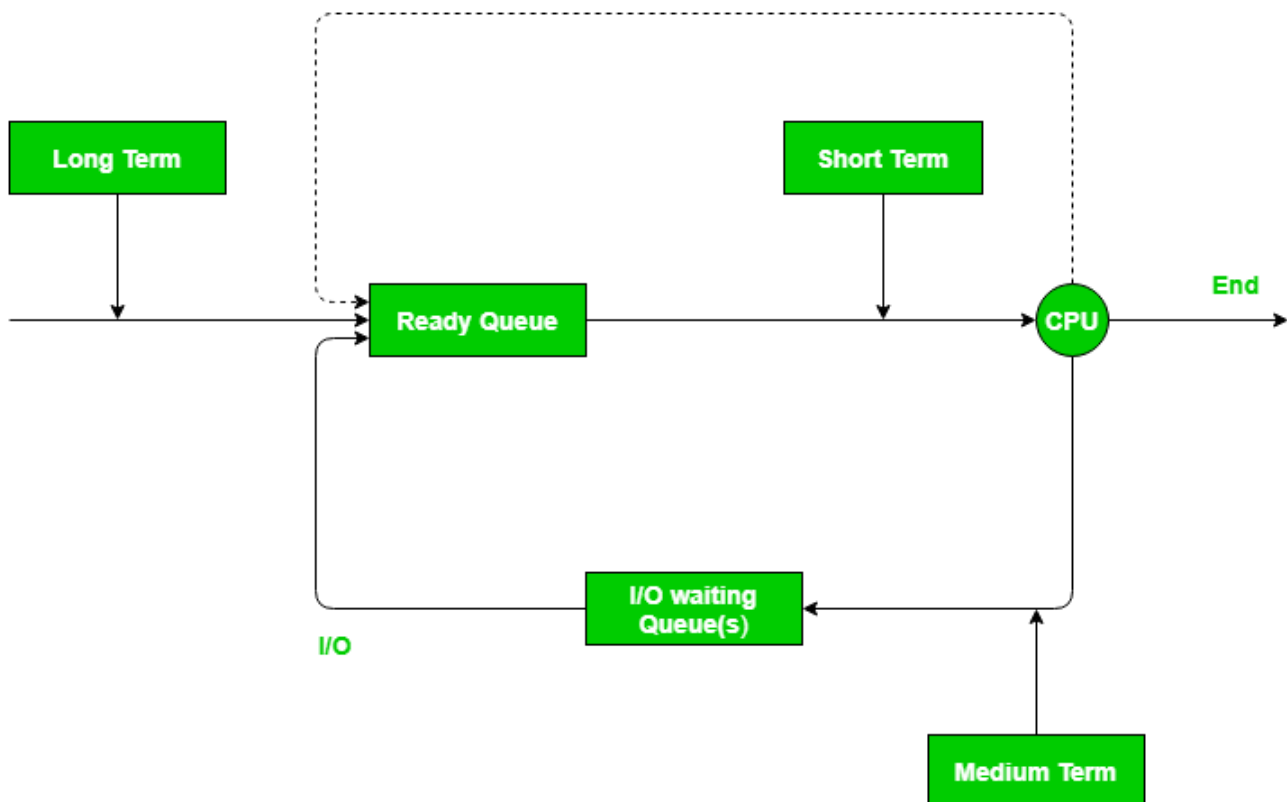 Long Term
Short Term
End
Ready Queue
CPU
I/O waiting
Queue(s)
I/O
Medium Term